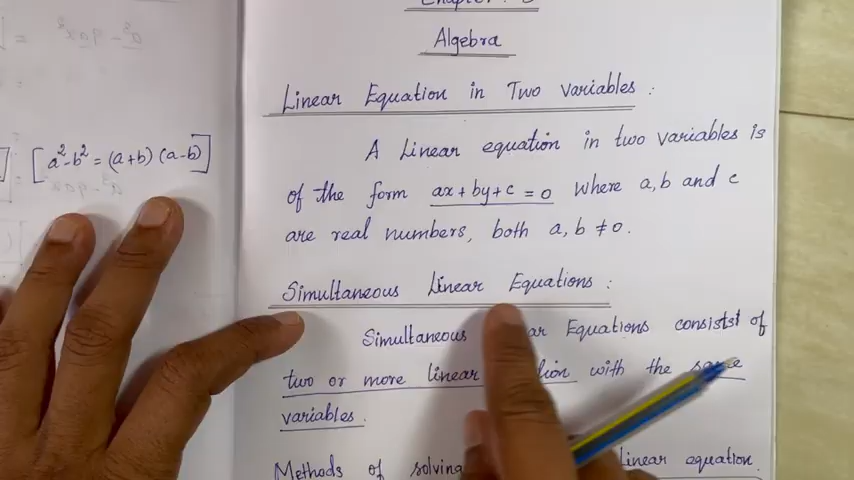 [a²-b² = (a+b) (a-b)]
Algebra
Linear Equation in Two variables :
A Linear equation in two variables is
of the form ax + by + c = 0 where a, b and c
are real numbers, both a, b ≠ 0.
Simultaneous Linear Equations :
Simultaneous Equations consists of
two or more linear with the same
variables.
Methods of solving linear equation.